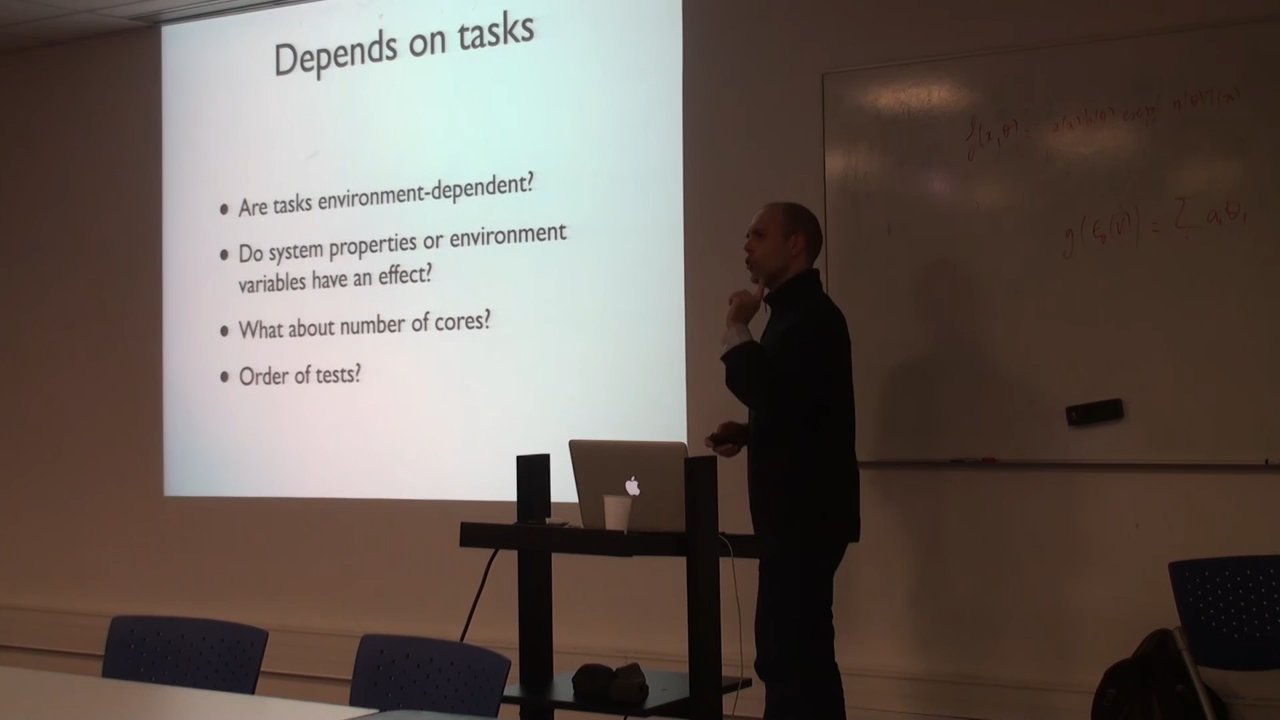 Depends on tasks
• Are tasks environment-dependent?
• Do system properties or environment
variables have an effect?
• What about number of cores?
• Order of tests?